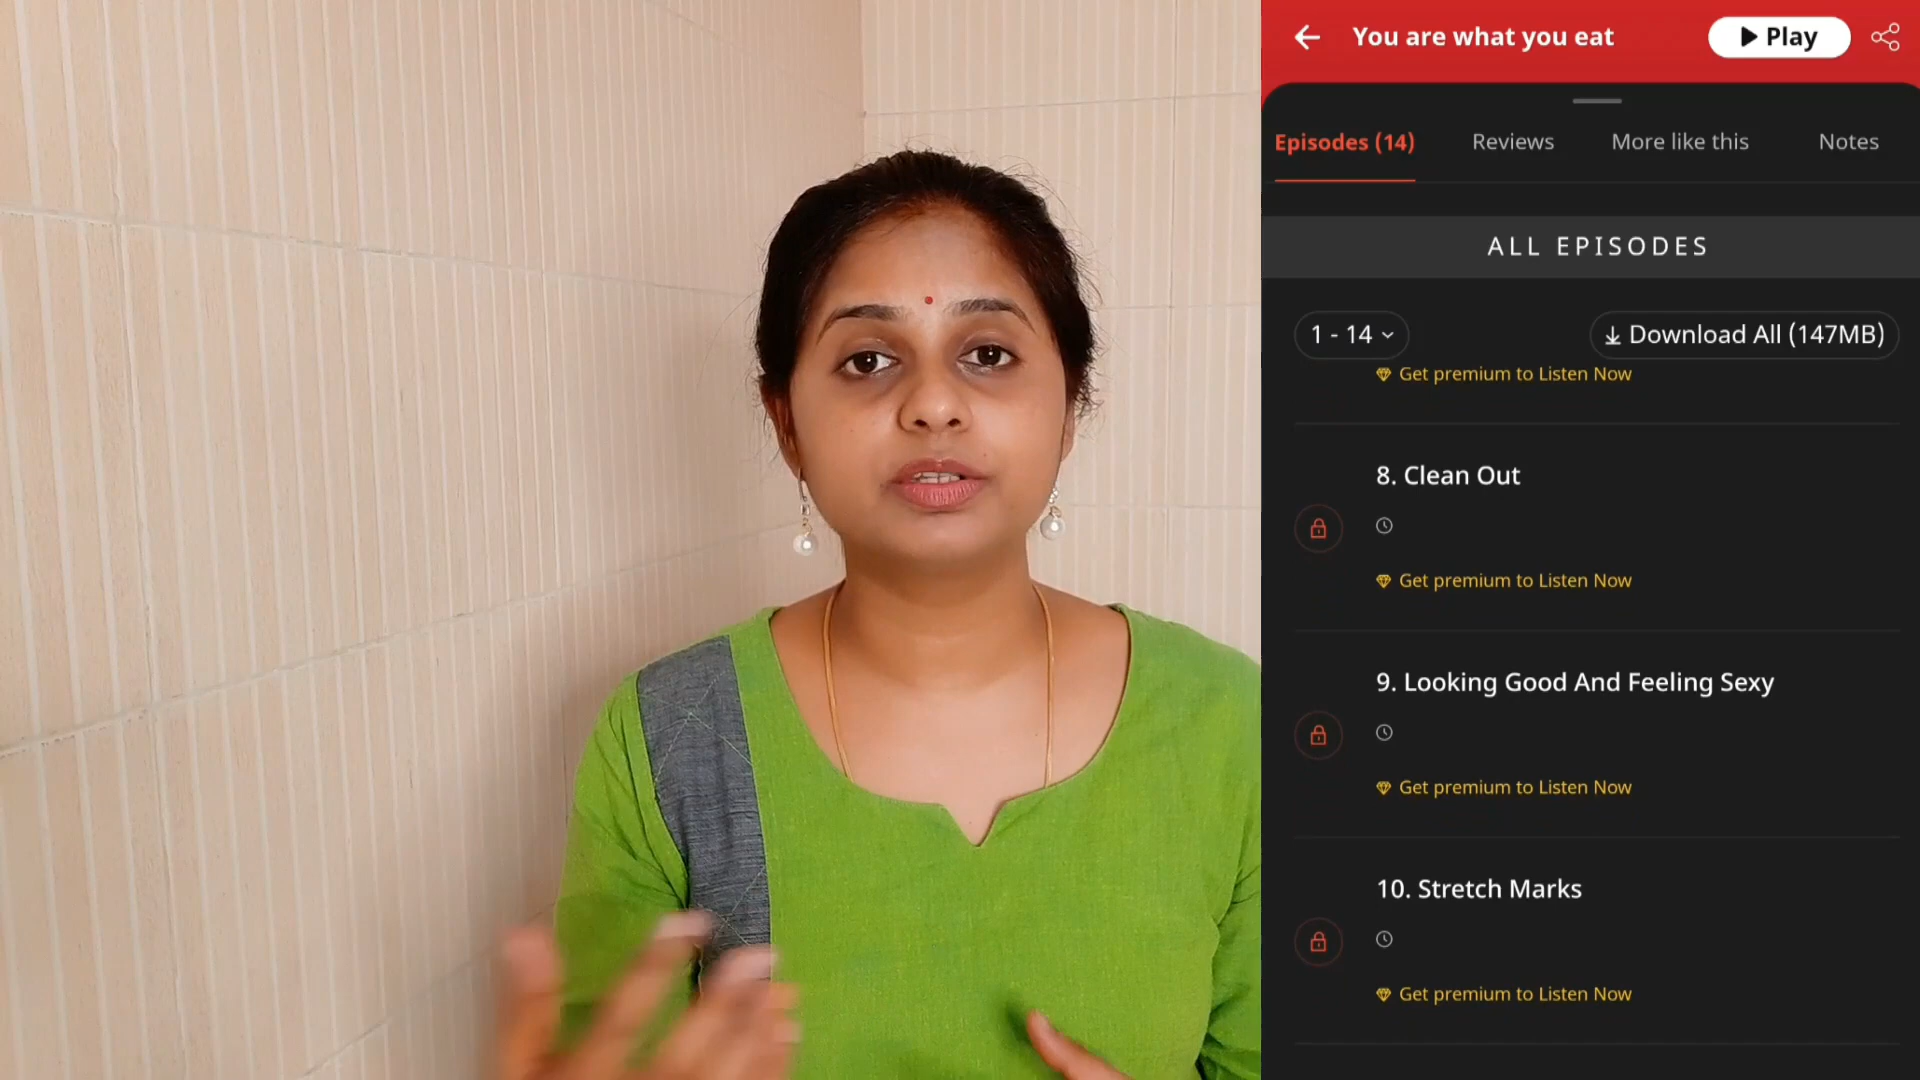 You are what you eat
Play
Episodes (14)
Reviews
More like this
Notes
ALL EPISODES
1 - 14
Download All (147MB)
Get premium to Listen Now
8. Clean Out
Get premium to Listen Now
9. Looking Good And Feeling Sexy
Get premium to Listen Now
10. Stretch Marks
Get premium to Listen Now